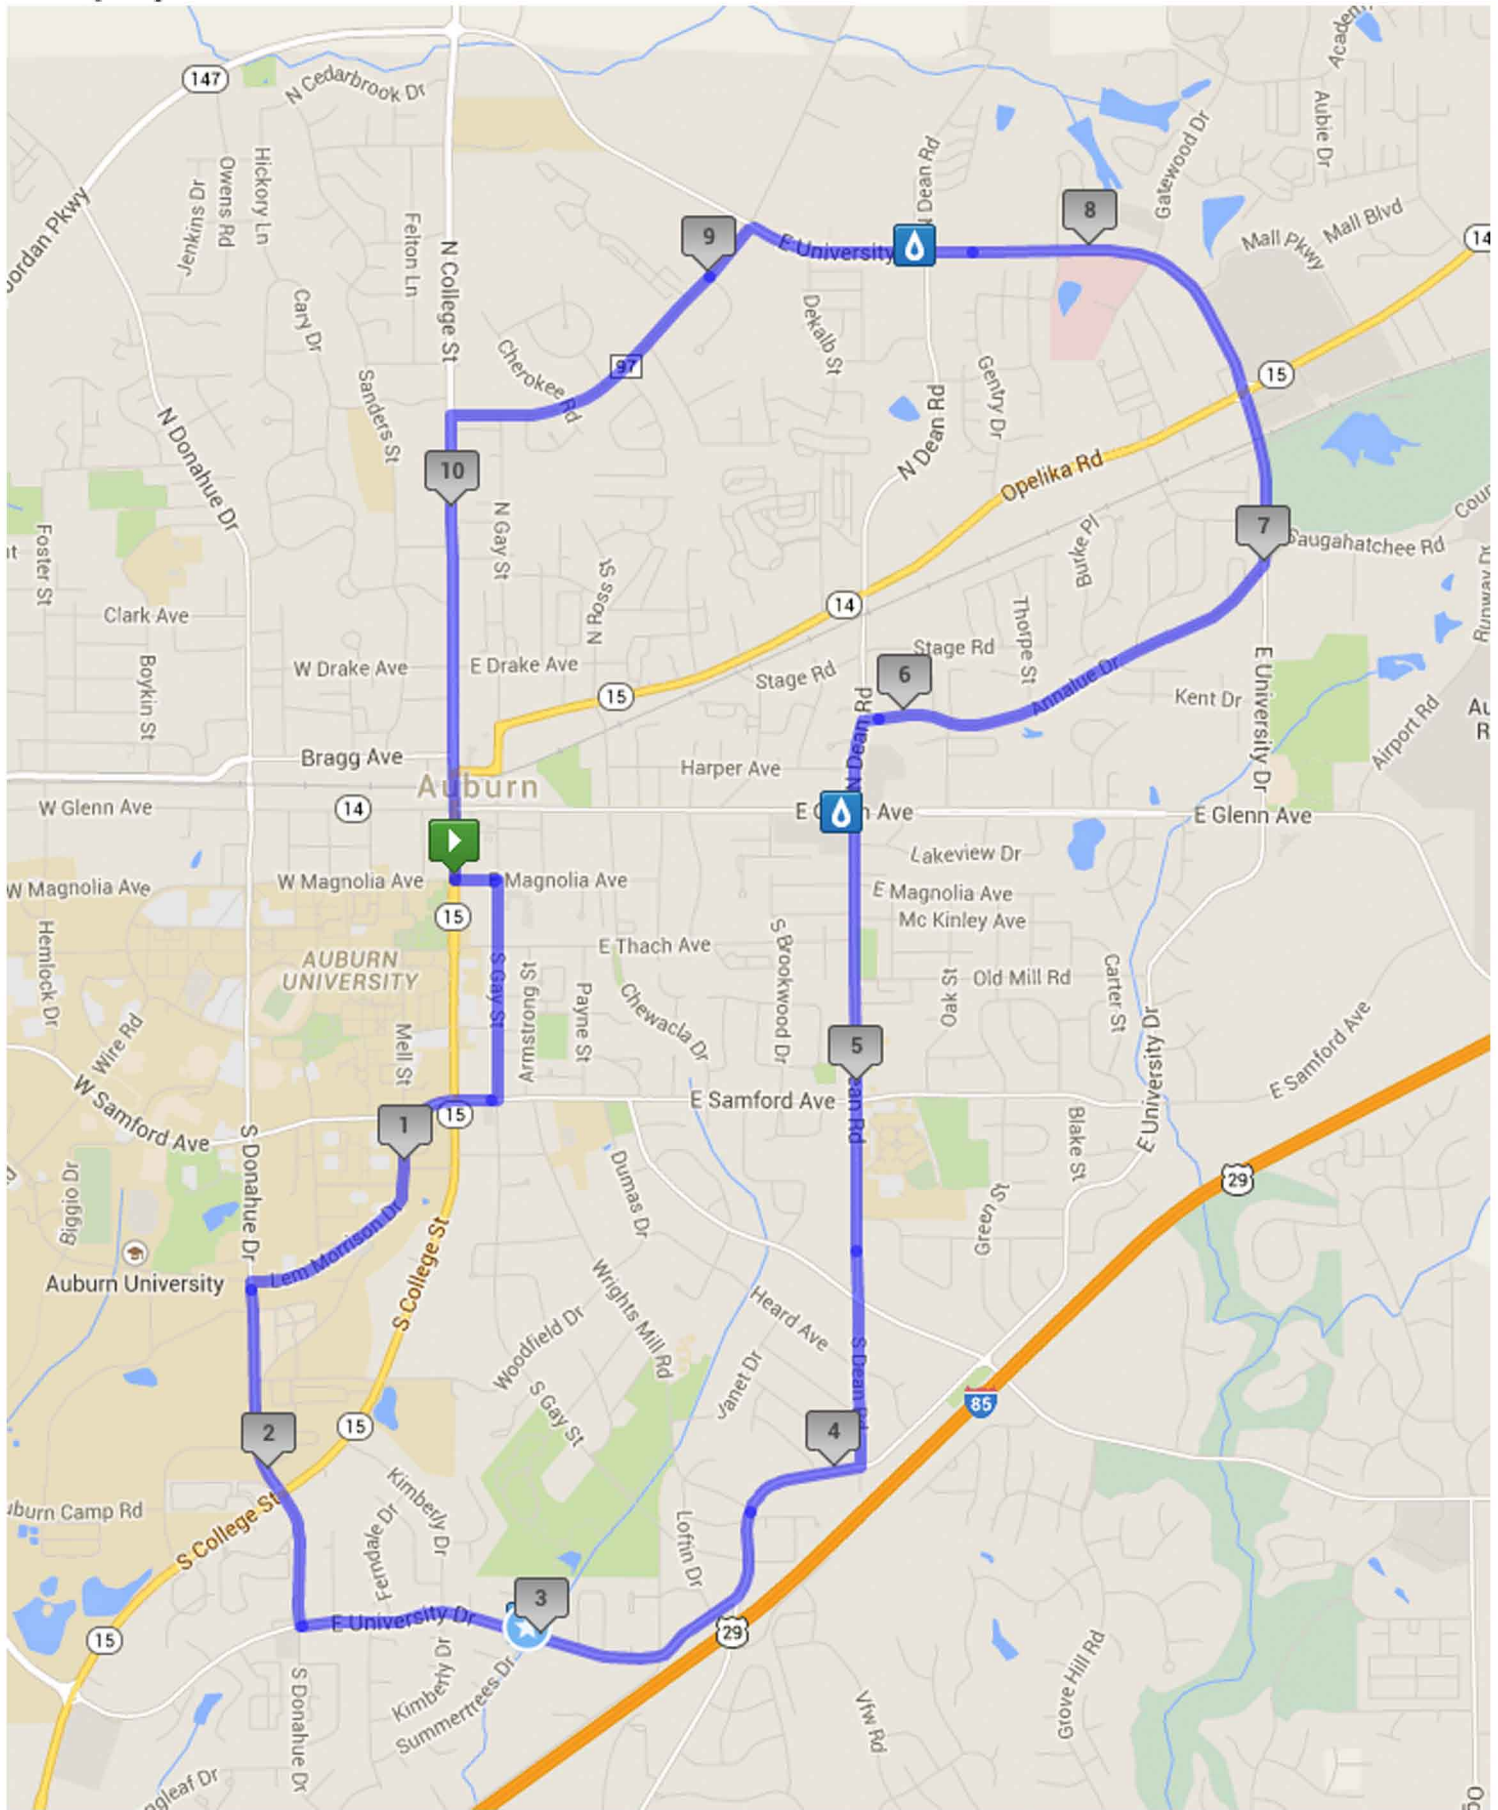 147
N Cedarbrook Dr
Aubie Dr
Gatewood Dr
N Dean Rd
Hickory Ln
Owens Rd
Jenkins Dr
Felton Ln
N College St
8
9
E University
Mall Pkwy
Mall Blvd
Cary Dr
Dekalb St
Cherokee Rd
97
15
Gentry Dr
Sanders St
N Donahue Dr
N Dean Rd
10
Opelika Rd
N Gay St
7
Saugahatchee Rd
Foster St
Burke Pl
N Ross St
14
Clark Ave
Thorpe St
Stage Rd
W Drake Ave
E Drake Ave
Stage Rd
6
Boykin St
15
Annalue Dr
Kent Dr
E University Dr
Airport Rd
N Dean Rd
Bragg Ave
Harper Ave
Auburn
W Glenn Ave
14
E Glenn Ave
Lakeview Dr
W Magnolia Ave
W Magnolia Ave
E Magnolia Ave
E Magnolia Ave
Mc Kinley Ave
15
Hemlock Dr
AUBURN
UNIVERSITY
S Gay St
Armstrong St
E Thach Ave
S Brookwood Dr
Old Mill Rd
Oak St
Carter St
Payne St
Chewacla Dr
Wire Rd
Mell St
5
E University Dr
E Samford Ave
W Samford Ave
1
15
E Samford Ave
Blake St
S Donahue Dr
Biggio Dr
Dumas Dr
29
Green St
Lem Morrison Dr
Auburn University
S College St
Wrights Mill Rd
Heard Ave
Woodfield Dr
S Dean Rd
Janet Dr
S Gay St
85
2
15
4
Kimberly Dr
S College St
Ferndale Dr
Loftin Dr
3
E University Dr
15
29
Kimberly Dr
Summertrees Dr
S Donahue Dr
Vfw Rd
Grove Hill Rd